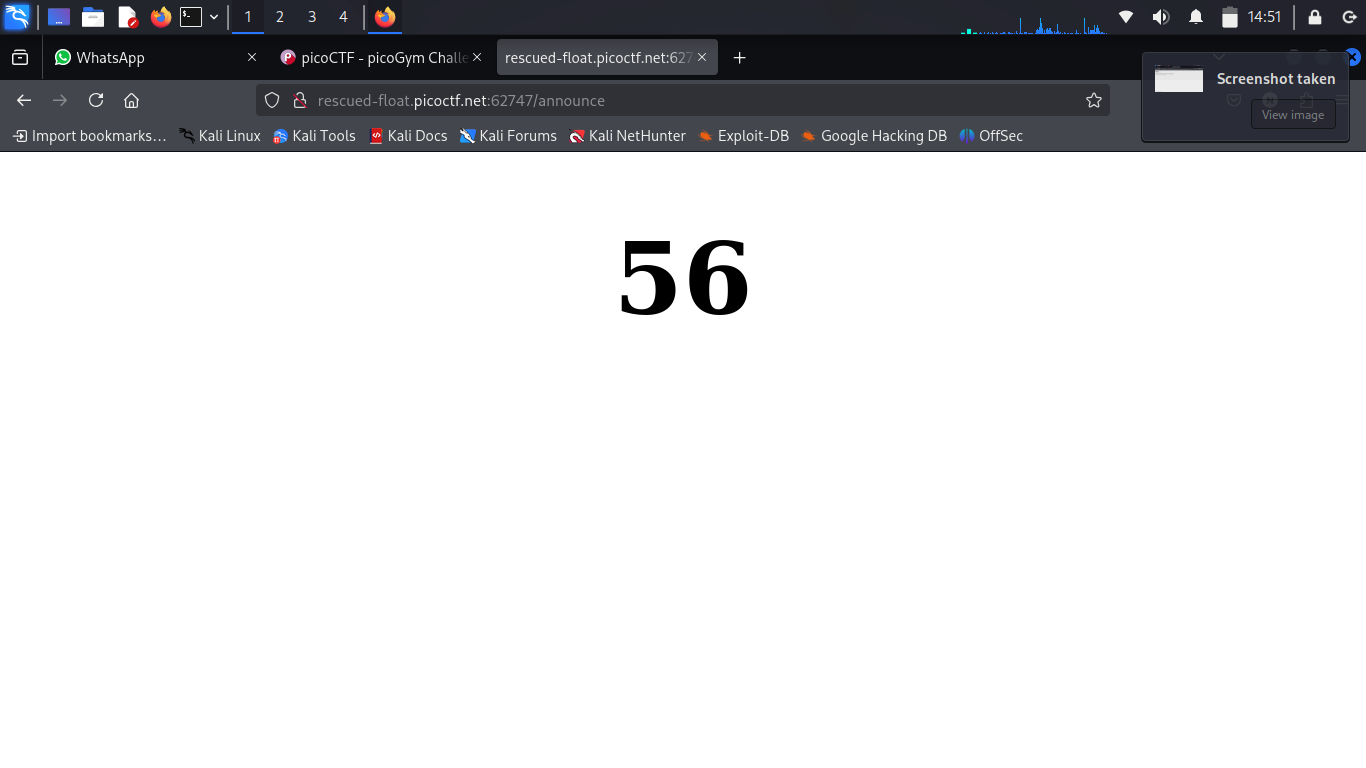 1 2 3 4 14:51
WhatsApp picoCTF - picoGym Challe rescued-float.picoctf.net:627
Screenshot taken
rescued-float.picoctf.net:62747/announce
View image
Import bookmarks... Kali Linux Kali Tools Kali Docs Kali Forums Kali NetHunter Exploit-DB Google Hacking DB OffSec
56